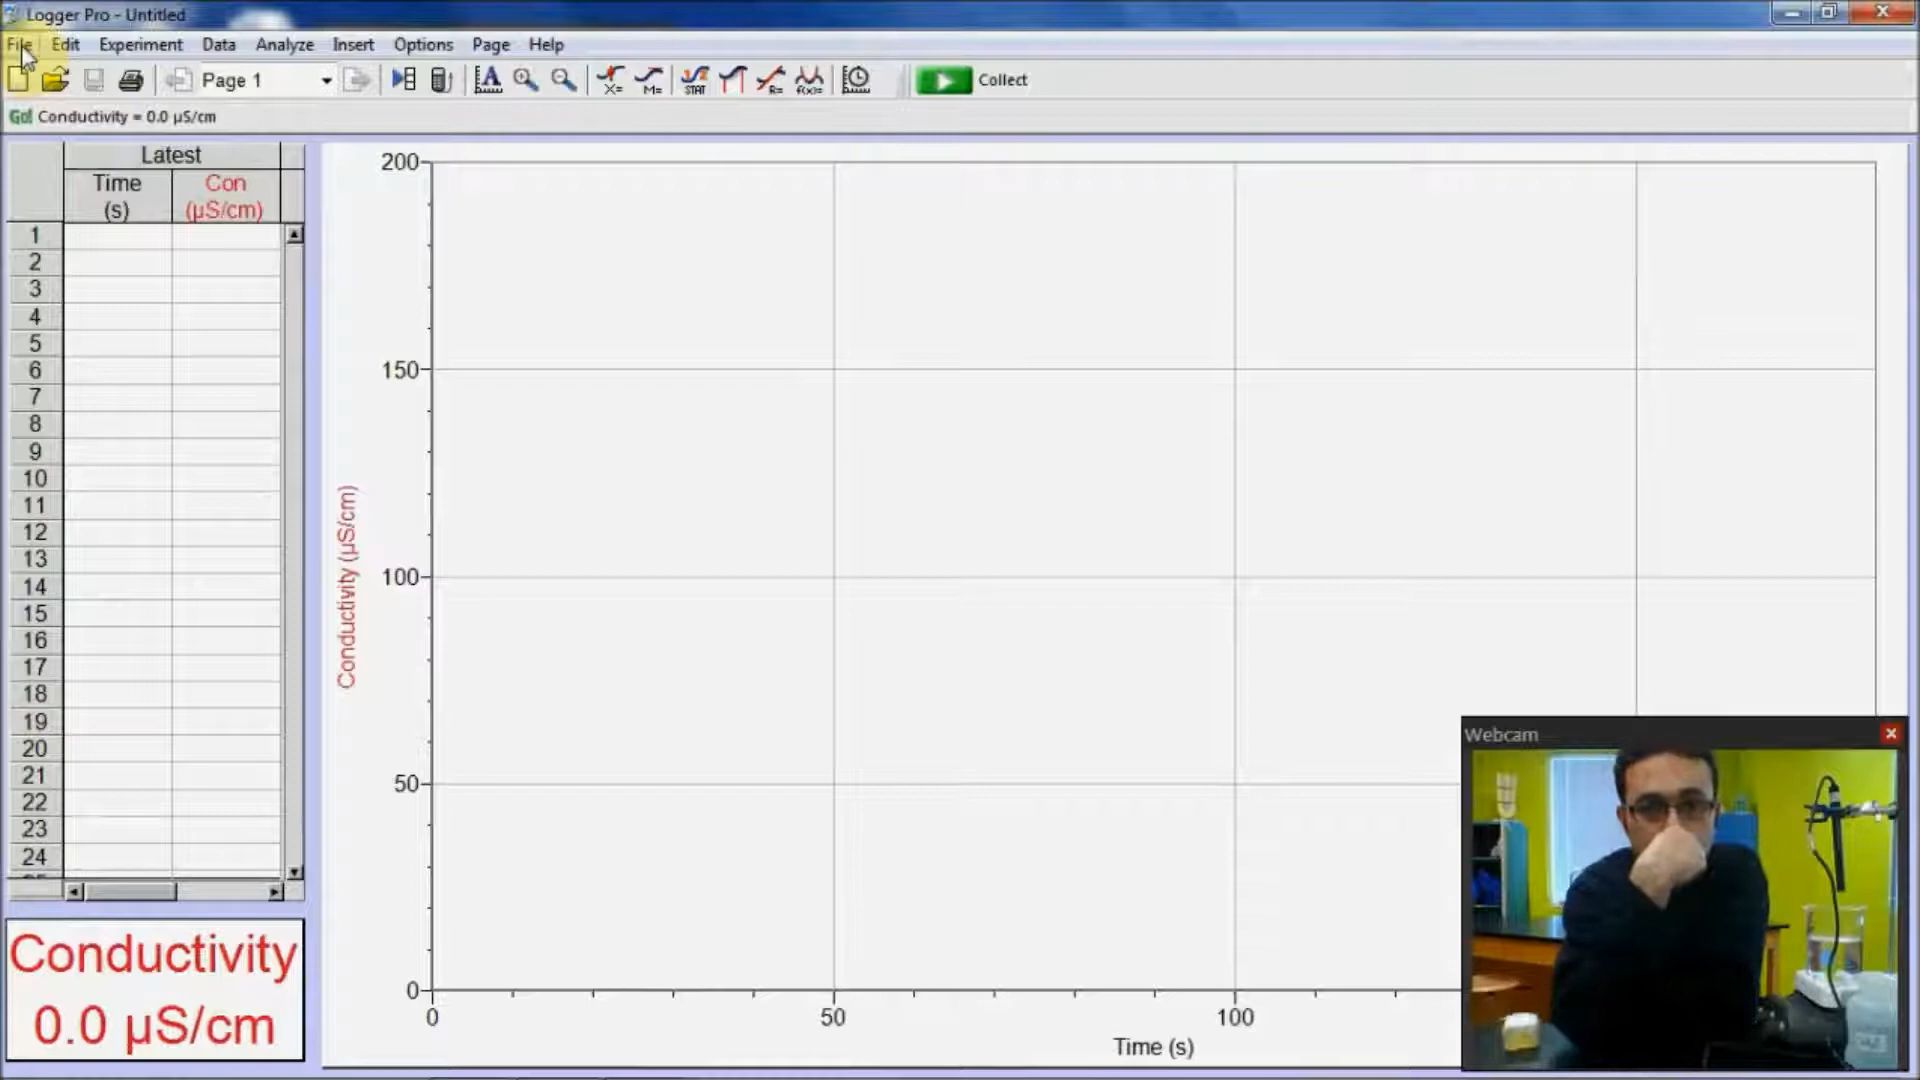 Logger Pro - Untitled
File Edit Experiment Data Analyze Insert Options Page Help
Page 1 X= M= STAT R= f(x)= Collect
Go! Conductivity = 0.0 µS/cm
Latest
Time
(s)
Con
(µS/cm)
1
2
3
4
5
6
7
8
9
10
11
12
13
14
15
16
17
18
19
20
21
22
23
24
Conductivity
0.0 µS/cm
200
150
100
50
0
Conductivity (µS/cm)
0 50 100
Time (s)
Webcam